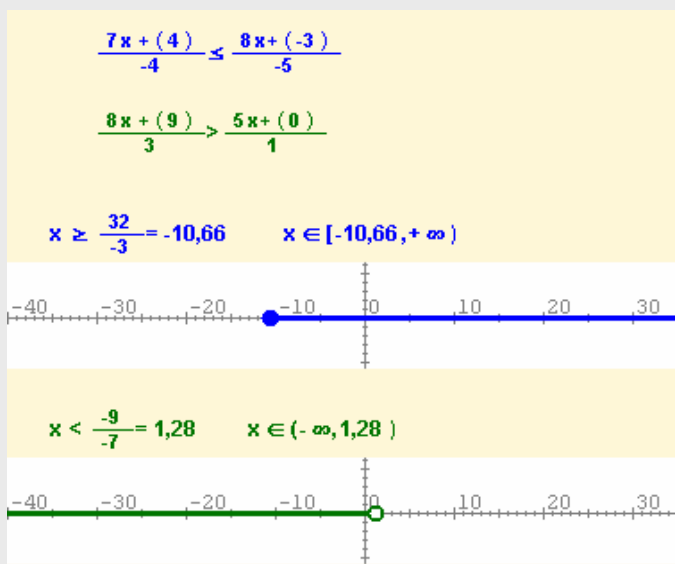 7x + (4)/-4 ≤ 8x+ (-3)/-5
8x + (9)/3 > 5x+ (0)/1
x ≥ 32/-3 = -10,66 x ∈ [-10,66,+ ∞)
-40 -30 -20 -10 0 10 20 30
x < -9/-7 = 1,28 x ∈ (- ∞,1,28 )
-40 -30 -20 -10 0 10 20 30